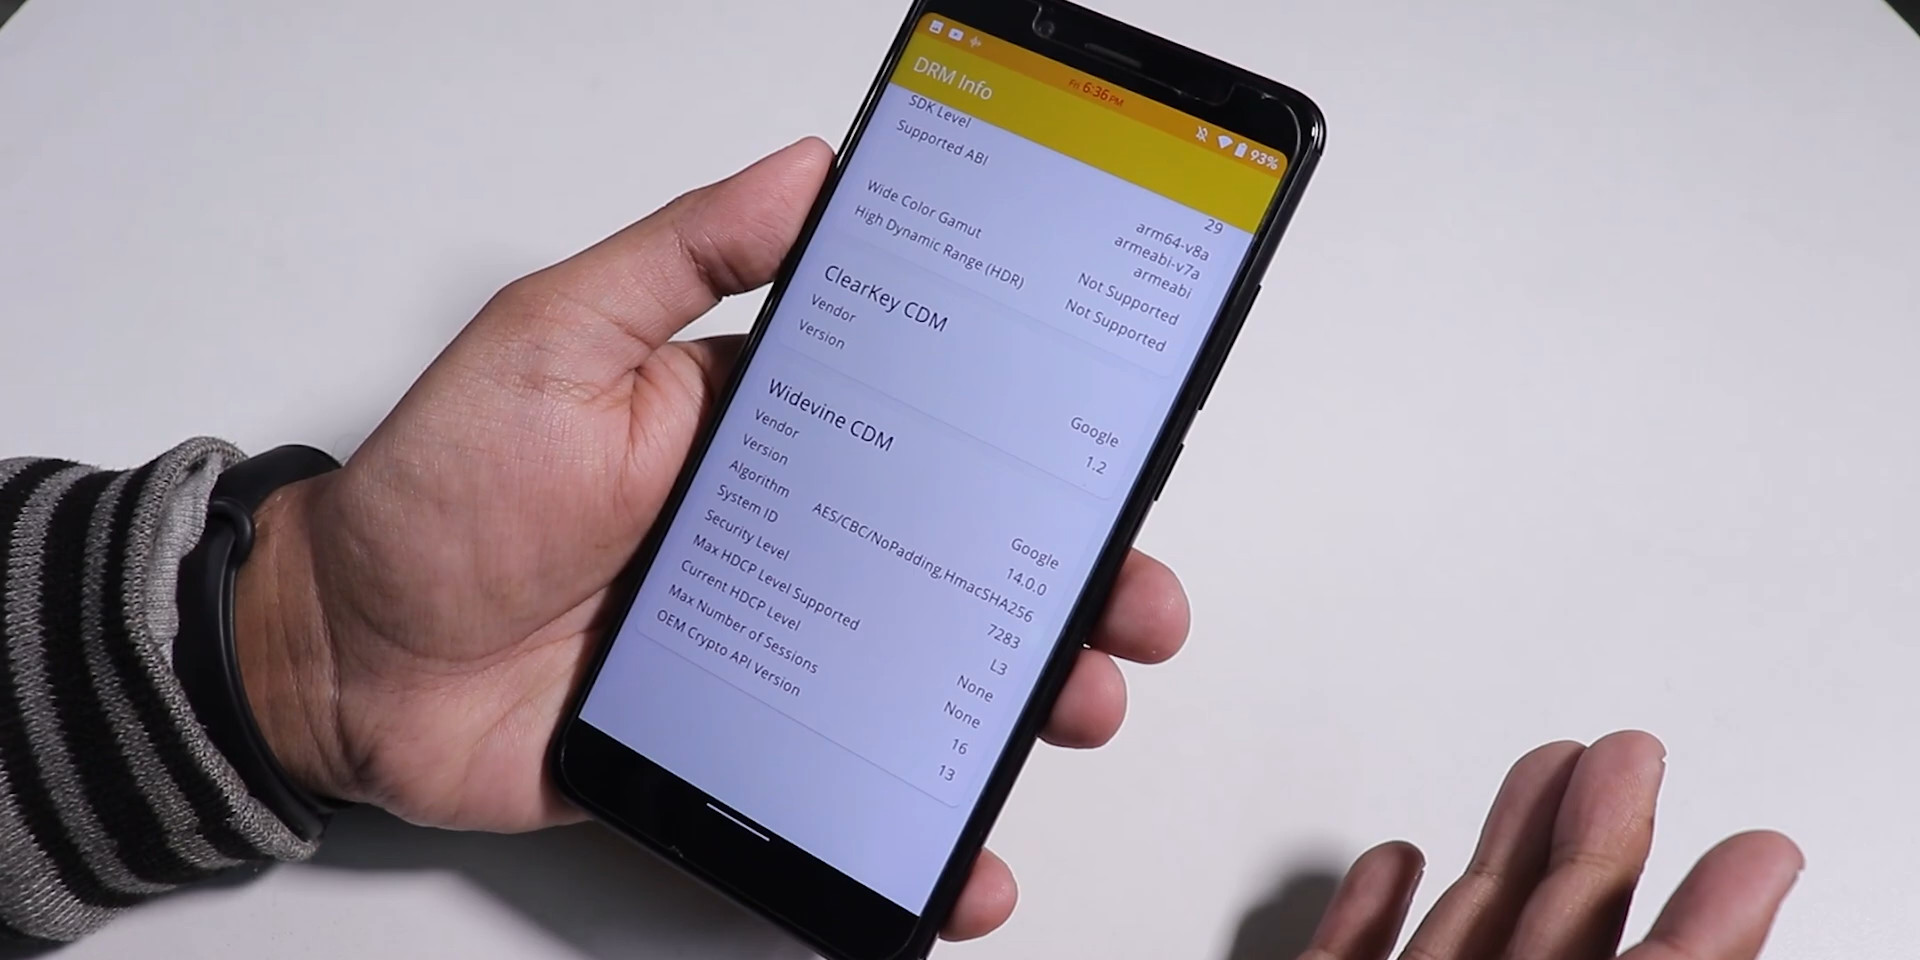 Fri 6:36 PM
93%
DRM Info
SDK Level 29
Supported ABI arm64-v8a
armeabi-v7a
armeabi
Wide Color Gamut Not Supported
High Dynamic Range (HDR) Not Supported
ClearKey CDM
Vendor Google
Version 1.2
Widevine CDM
Vendor Google
Version 14.0.0
Algorithm AES/CBC/NoPadding,HmacSHA256
System ID 7283
Security Level L3
Max HDCP Level Supported None
Current HDCP Level None
Max Number of Sessions 16
OEM Crypto API Version 13